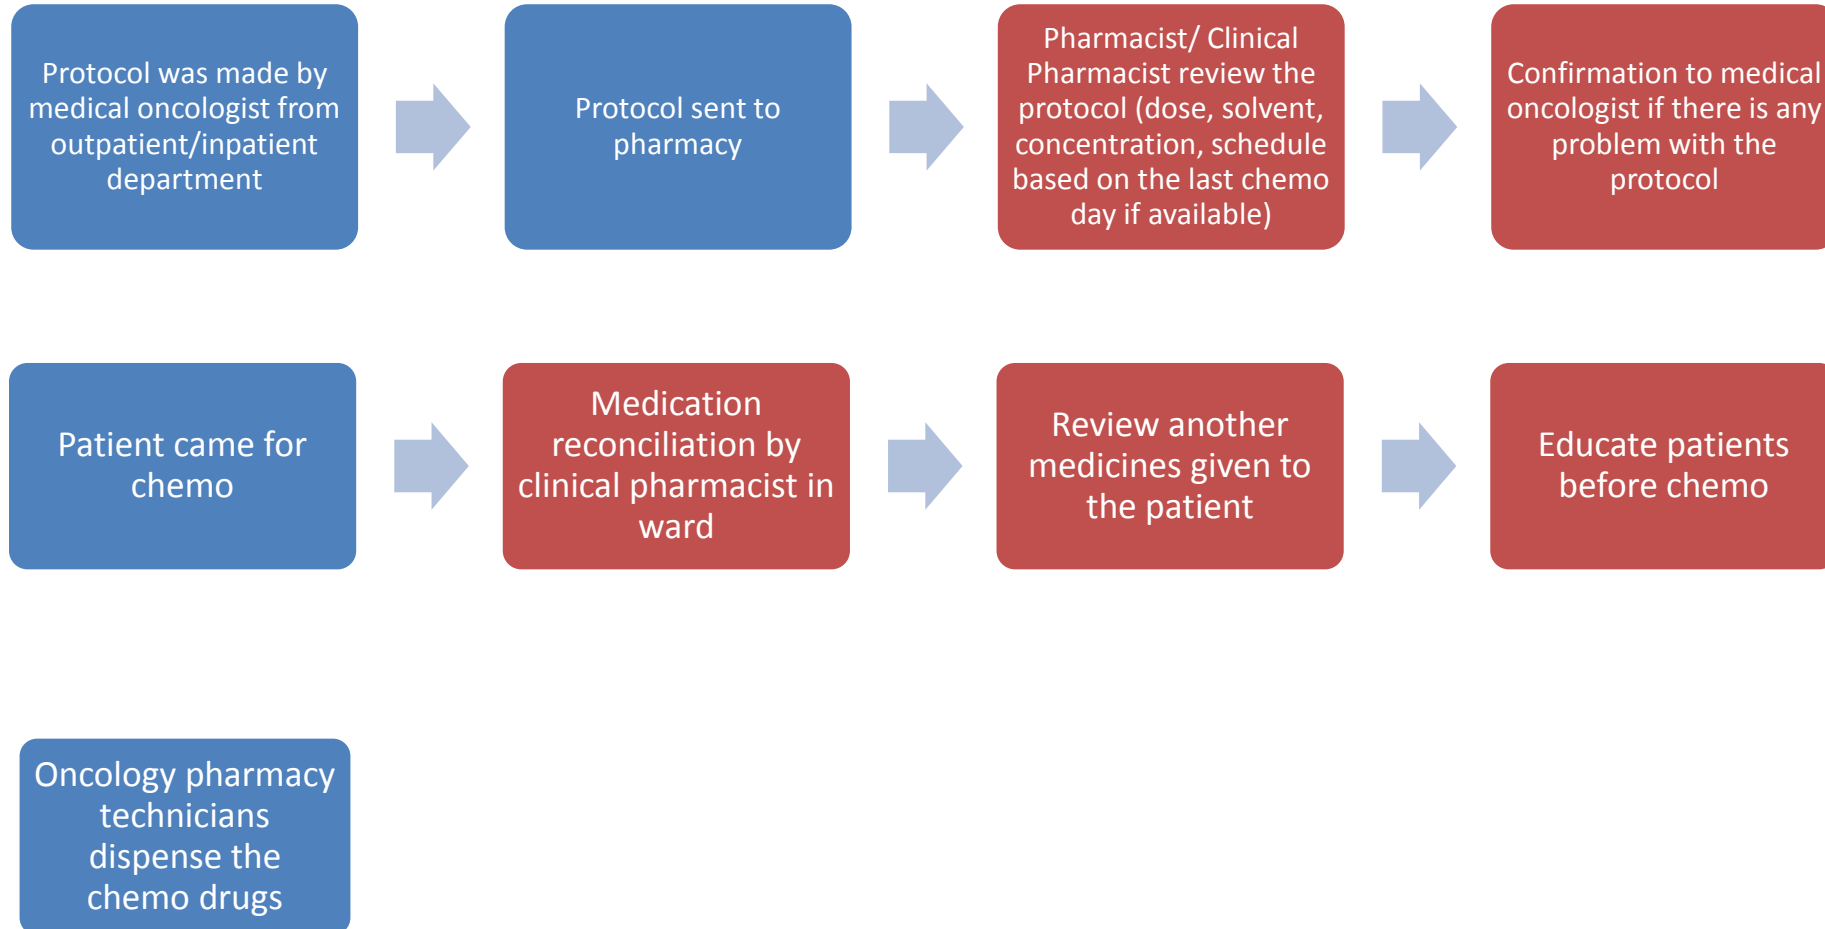 Protocol was made by
medical oncologist from
outpatient/inpatient
department
Protocol sent to
pharmacy
Pharmacist/ Clinical
Pharmacist review the
protocol (dose, solvent,
concentration, schedule
based on the last chemo
day if available)
Confirmation to medical
oncologist if there is any
problem with the
protocol
Patient came for
chemo
Medication
reconciliation by
clinical pharmacist in
ward
Review another
medicines given to
the patient
Educate patients
before chemo
Oncology pharmacy
technicians
dispense the
chemo drugs